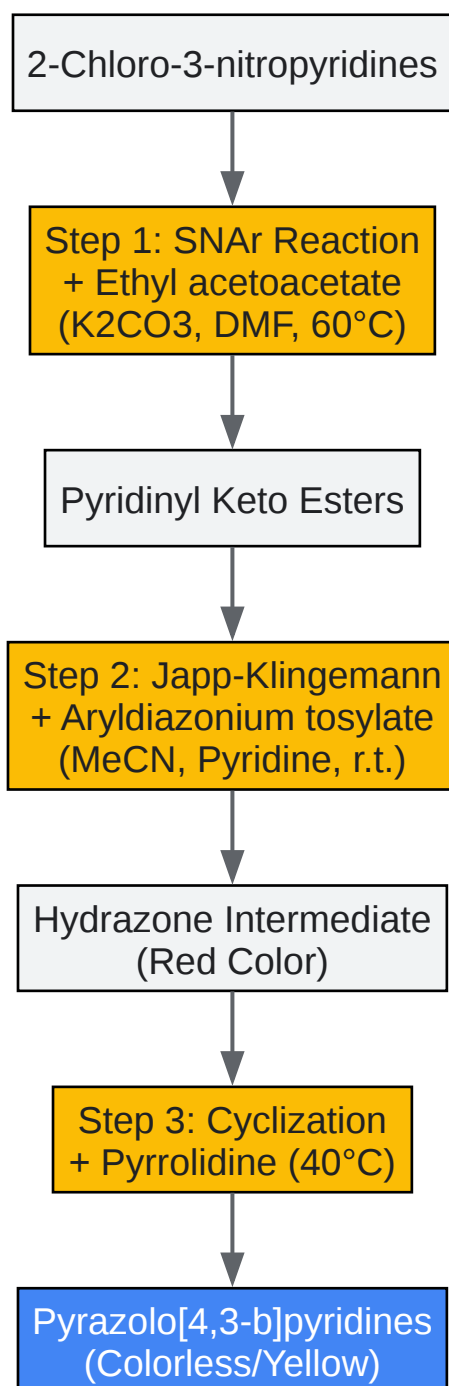 2-Chloro-3-nitropyridines
Step 1: SNAr Reaction
+ Ethyl acetoacetate
(K2CO3, DMF, 60°C)
Pyridinyl Keto Esters
Step 2: Japp-Klingemann
+ Aryldiazonium tosylate
(MeCN, Pyridine, r.t.)
Hydrazone Intermediate
(Red Color)
Step 3: Cyclization
+ Pyrrolidine (40°C)
Pyrazolo[4,3-b]pyridines
(Colorless/Yellow)